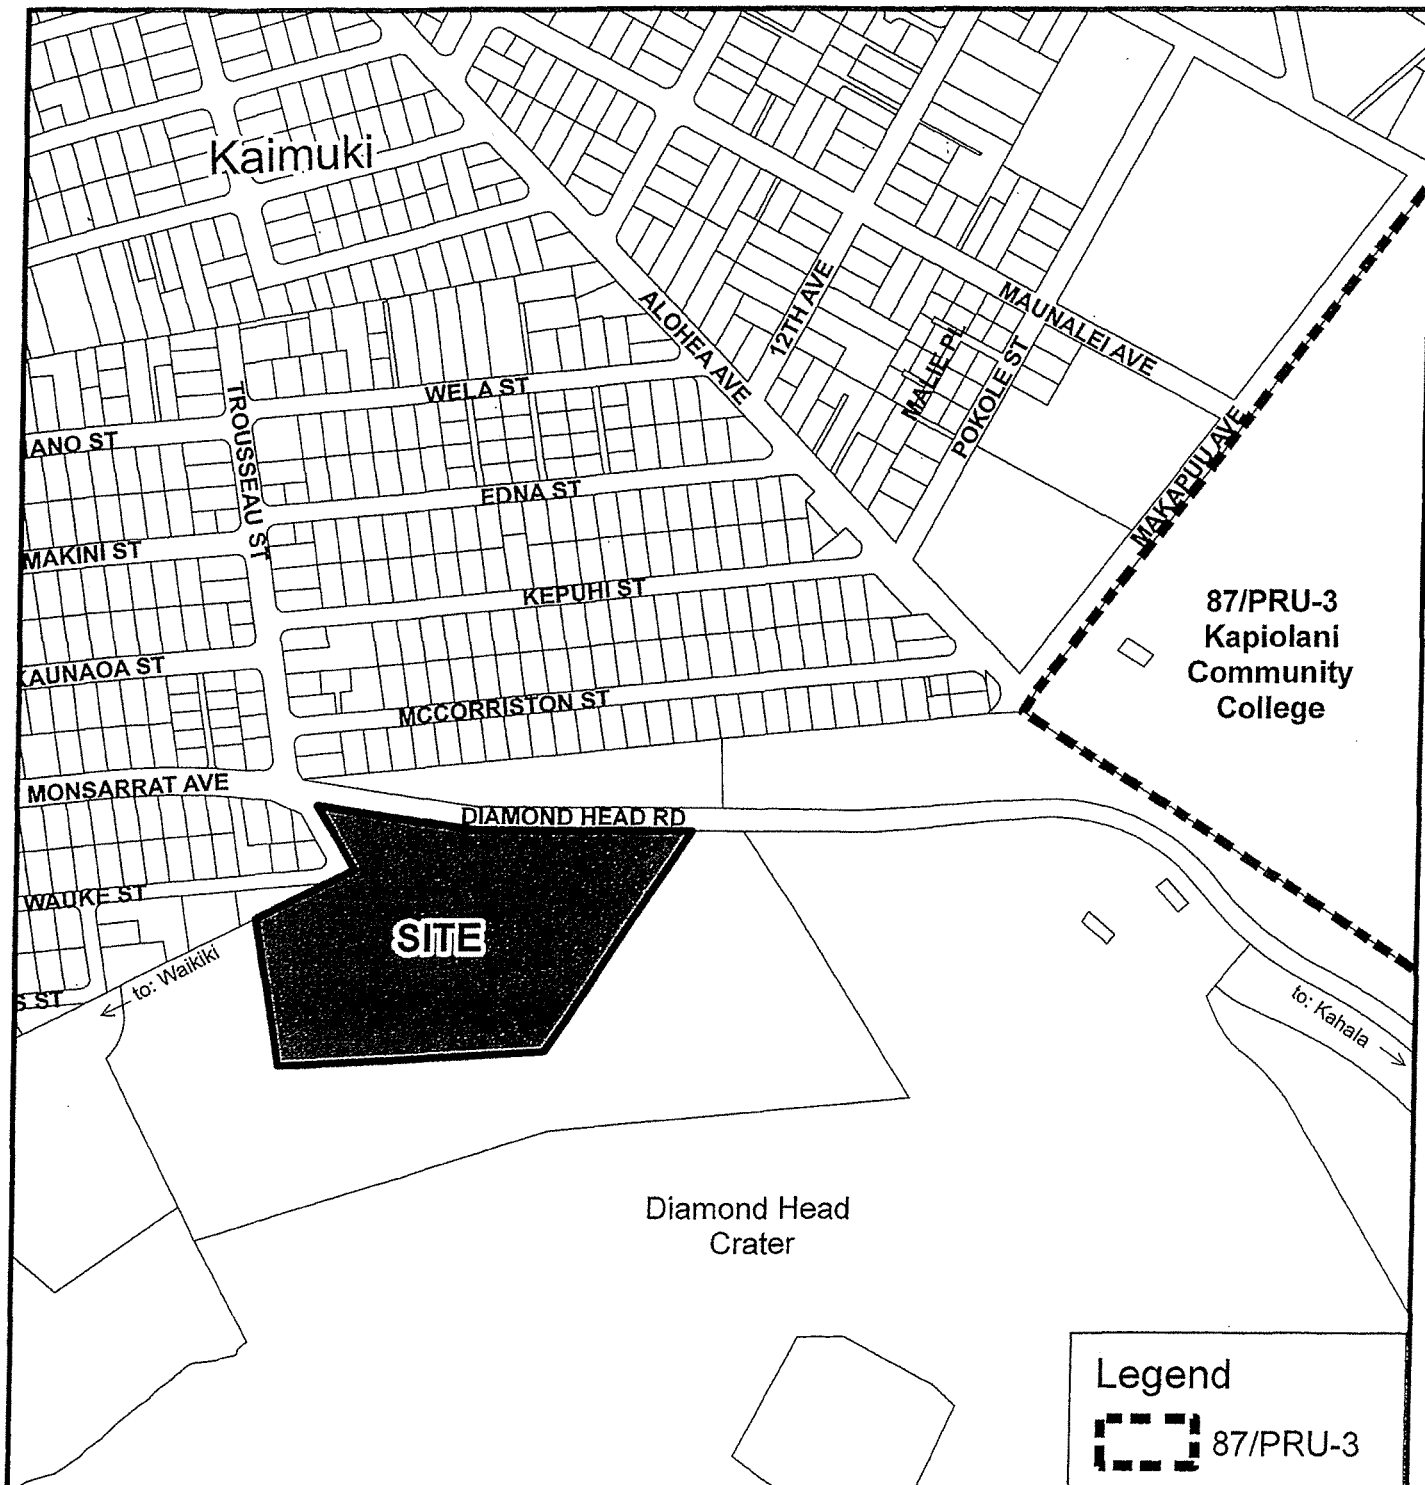 Kaimuki
ALOHEA AVE
12TH AVE
MAUNALEI AVE
MALIE PL
POKOLE ST
MAKAPUU AVE
WELA ST
TROUSSEAU ST
IANO ST
EDNA ST
MAKINI ST
KEPUHI ST
87/PRU-3
Kapiolani
Community
College
KAUNAOA ST
MCCORRISTON ST
MONSARRAT AVE
DIAMOND HEAD RD
WAUKE ST
SITE
to: Waikiki
S ST
to: Kahala
Diamond Head
Crater
Legend
87/PRU-3